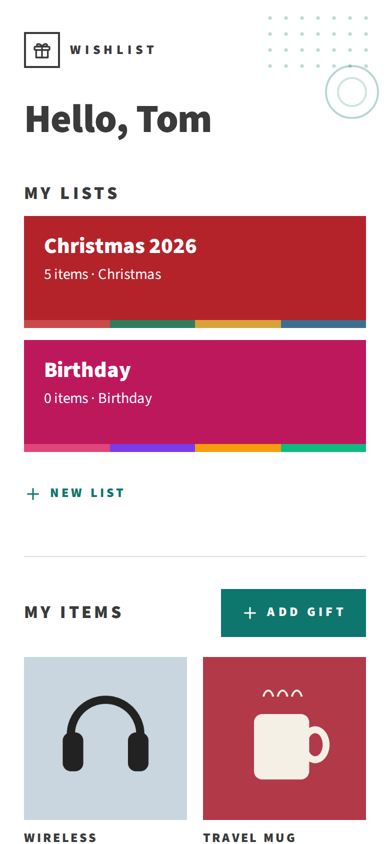 WISHLIST
Hello, Tom
MY LISTS
Christmas 2026
5 items · Christmas
Birthday
0 items · Birthday
+ NEW LIST
MY ITEMS
+ ADD GIFT
WIRELESS
TRAVEL MUG